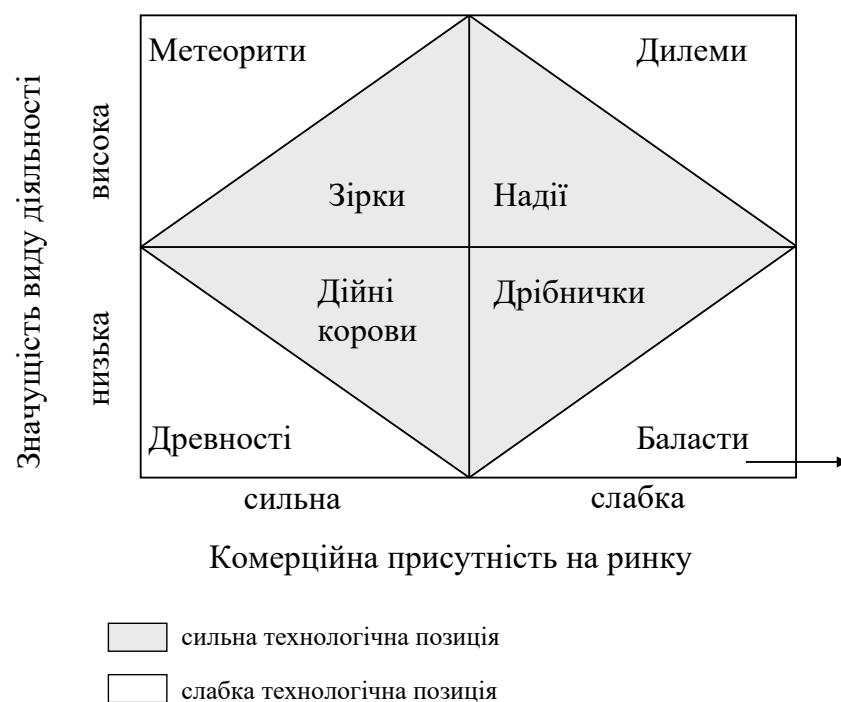 Значущість виду діяльності
висока
низька
Метеорити
Дилеми
Зірки
Надії
Дійні
корови
Дрібнички
Древності
Баласти
сильна
слабка
Комерційна присутність на ринку
сильна технологічна позиція
слабка технологічна позиція